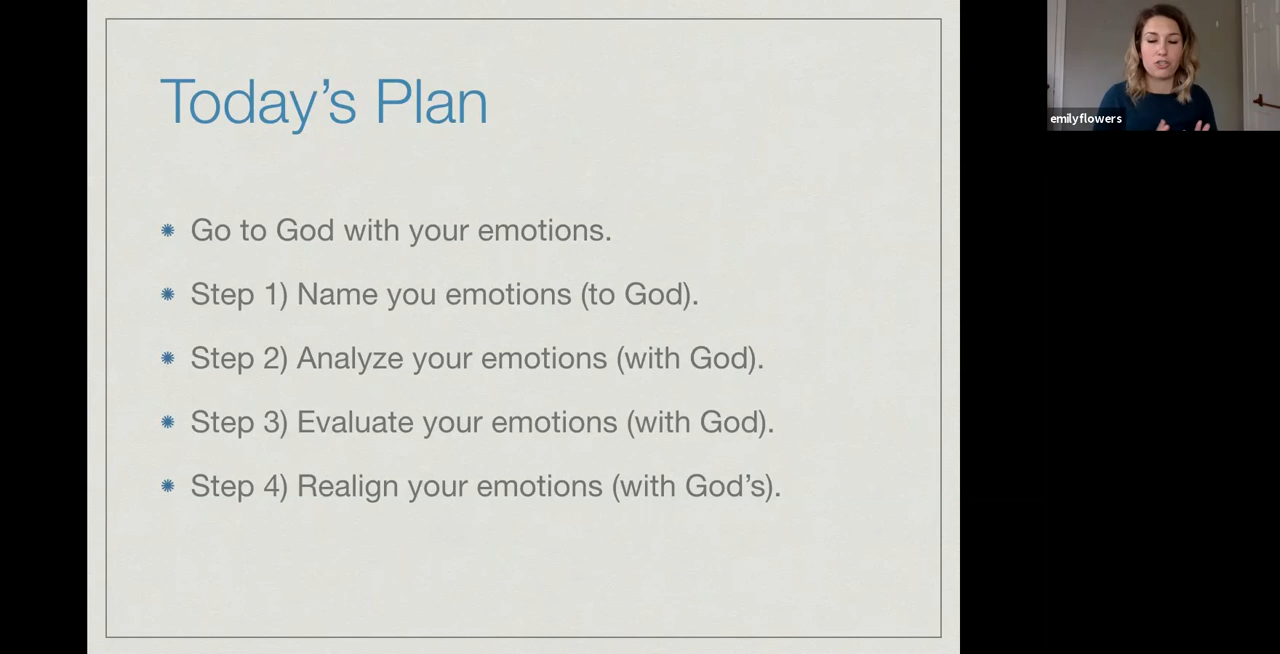 Today’s Plan
Go to God with your emotions.
Step 1) Name you emotions (to God).
Step 2) Analyze your emotions (with God).
Step 3) Evaluate your emotions (with God).
Step 4) Realign your emotions (with God’s).
emilyflowers